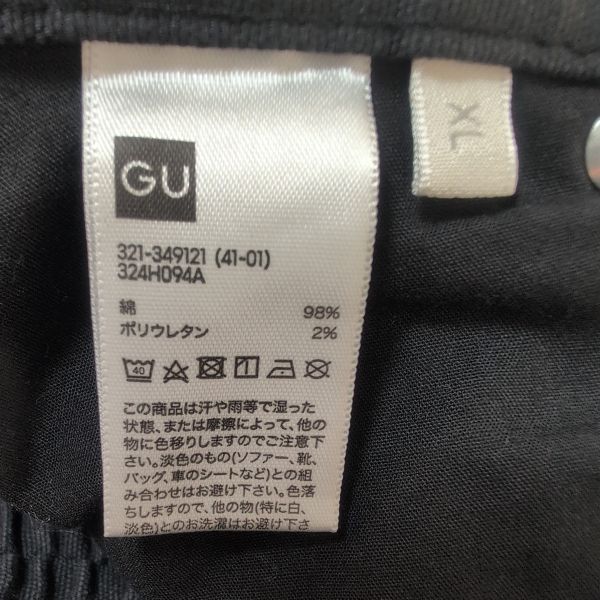 GU
XL
321-349121 (41-01)
324H094A
綿 98%
ポリウレタン 2%
40
この商品は汗や雨等で湿った
状態、または摩擦によって、他の
物に色移りしますのでご注意下
さい。淡色のもの(ソファー、靴、
バッグ、車のシートなど)との組
み合わせはお避け下さい。色落
ちしますので、他の物(特に白、
淡色)とのお洗濯はお避け下さ